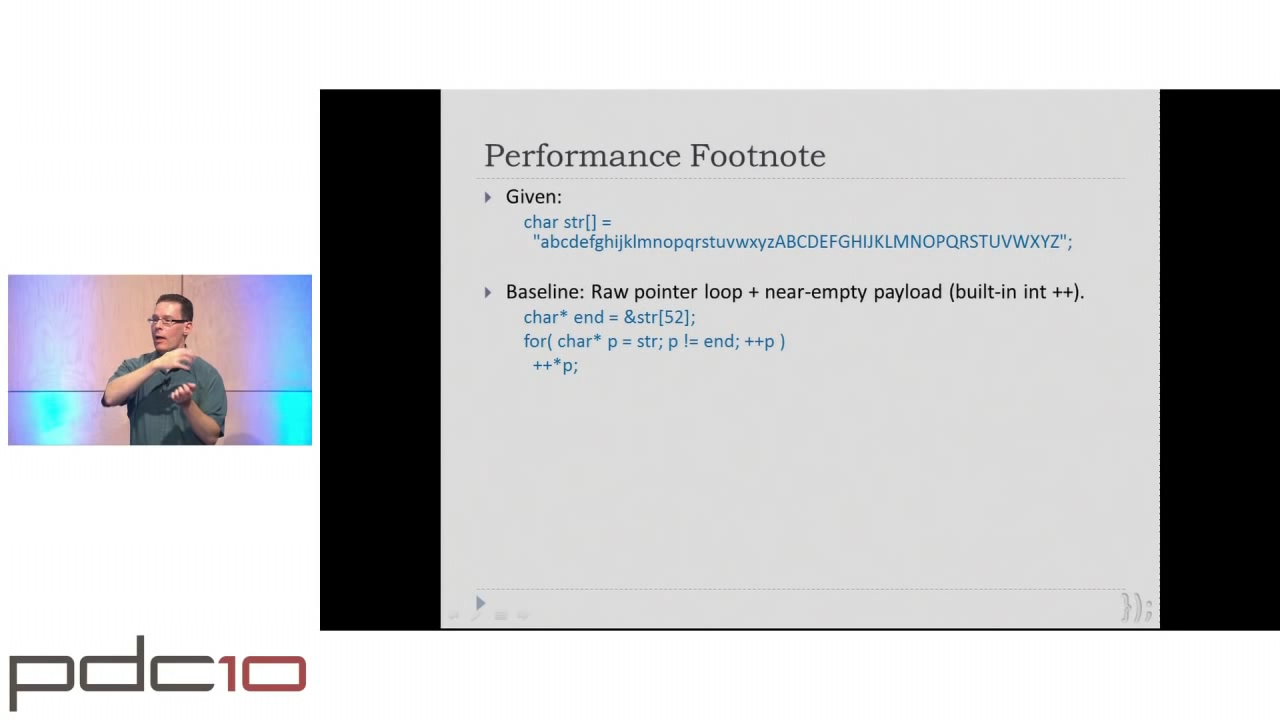 Performance Footnote
Given:
char str[] =
"abcdefghijklmnopqrstuvwxyzABCDEFGHIJKLMNOPQRSTUVWXYZ";
Baseline: Raw pointer loop + near-empty payload (built-in int ++).
char* end = &str[52];
for( char* p = str; p != end; ++p )
++*p;
});
pdc10